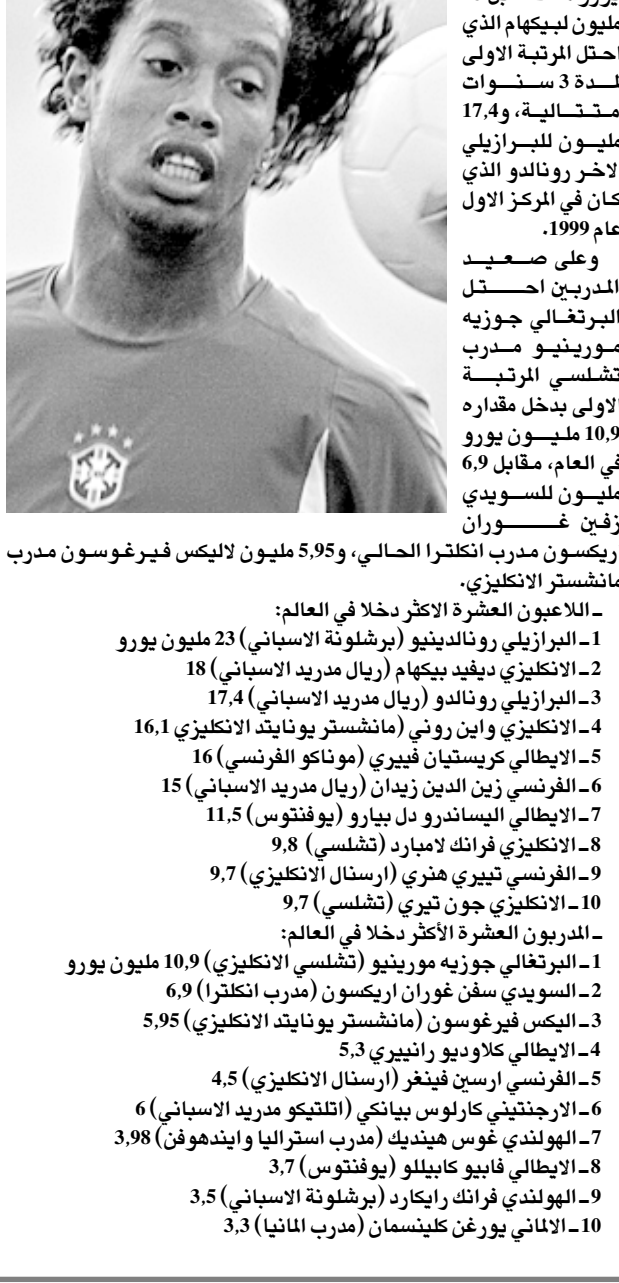 مليون لبيكهام الذي
احتل المرتبة الاولى
لمدة 3 سنوات
متتالية، و17,4
مليون للبرازيلي
الاخر رونالدو الذي
كان في المركز الاول
عام 1999.
وعلى صعيد
المدربين احتل
البرتغالي جوزيه
مورينيو مدرب
تشلسي المرتبة
الاولى بدخل مقداره
10,9 مليون يورو
في العام، مقابل 6,9
مليون للسويدي
زفين غوران
اريكسون مدرب انكلترا الحالي، و5,95 مليون لاليكس فيرغوسون مدرب
مانشستر الانكليزي.
ـ اللاعبون العشرة الاكثر دخلا في العالم:
1 ـ البرازيلي رونالدينيو (برشلونة الاسباني) 23 مليون يورو
2 ـ الانكليزي ديفيد بيكهام (ريال مدريد الاسباني) 18
3 ـ البرازيلي رونالدو (ريال مدريد الاسباني) 17,4
4 ـ الانكليزي واين روني (مانشستر يونايتد الانكليزي 16,1
5 ـ الايطالي كريستيان فييري (موناكو الفرنسي) 16
6 ـ الفرنسي زين الدين زيدان (ريال مدريد الاسباني) 15
7 ـ الايطالي اليساندرو دل بيارو (يوفنتوس) 11,5
8 ـ الانكليزي فرانك لامبارد (تشلسي) 9,8
9 ـ الفرنسي تييري هنري (ارسنال الانكليزي) 9,7
10 ـ الانكليزي جون تيري (تشلسي) 9,7
ـ المدربون العشرة الأكثر دخلا في العالم:
1 ـ البرتغالي جوزيه مورينيو (تشلسي الانكليزي) 10,9 مليون يورو
2 ـ السويدي سفن غوران اريكسون (مدرب انكلترا) 6,9
3 ـ اليكس فيرغوسون (مانشستر يونايتد الانكليزي) 5,95
4 ـ الايطالي كلاوديو رانييري 5,3
5 ـ الفرنسي ارسين فينغر (ارسنال الانكليزي) 4,5
6 ـ الارجنتيني كارلوس بيانكي (اتلتيكو مدريد الاسباني) 6
7 ـ الهولندي غوس هينديك (مدرب استراليا وايندهوفن) 3,98
8 ـ الايطالي فابيو كابيللو (يوفنتوس) 3,7
9 ـ الهولندي فرانك رايكارد (برشلونة الاسباني) 3,5
10 ـ الالماني يورغن كلينسمان (مدرب المانيا) 3,3